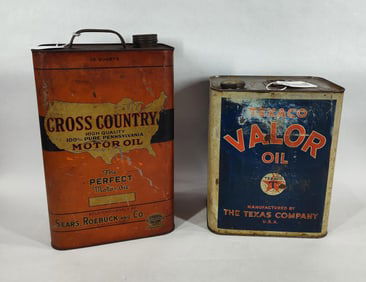 CROSS COUNTRY
HIGH QUALITY
100% PURE PENNSYLVANIA
MOTOR OIL
The
PERFECT
Motor Oil
SEARS, ROEBUCK AND CO.
TEXACO
VALOR
OIL
TEXACO
T
MANUFACTURED BY
THE TEXAS COMPANY
U.S.A.